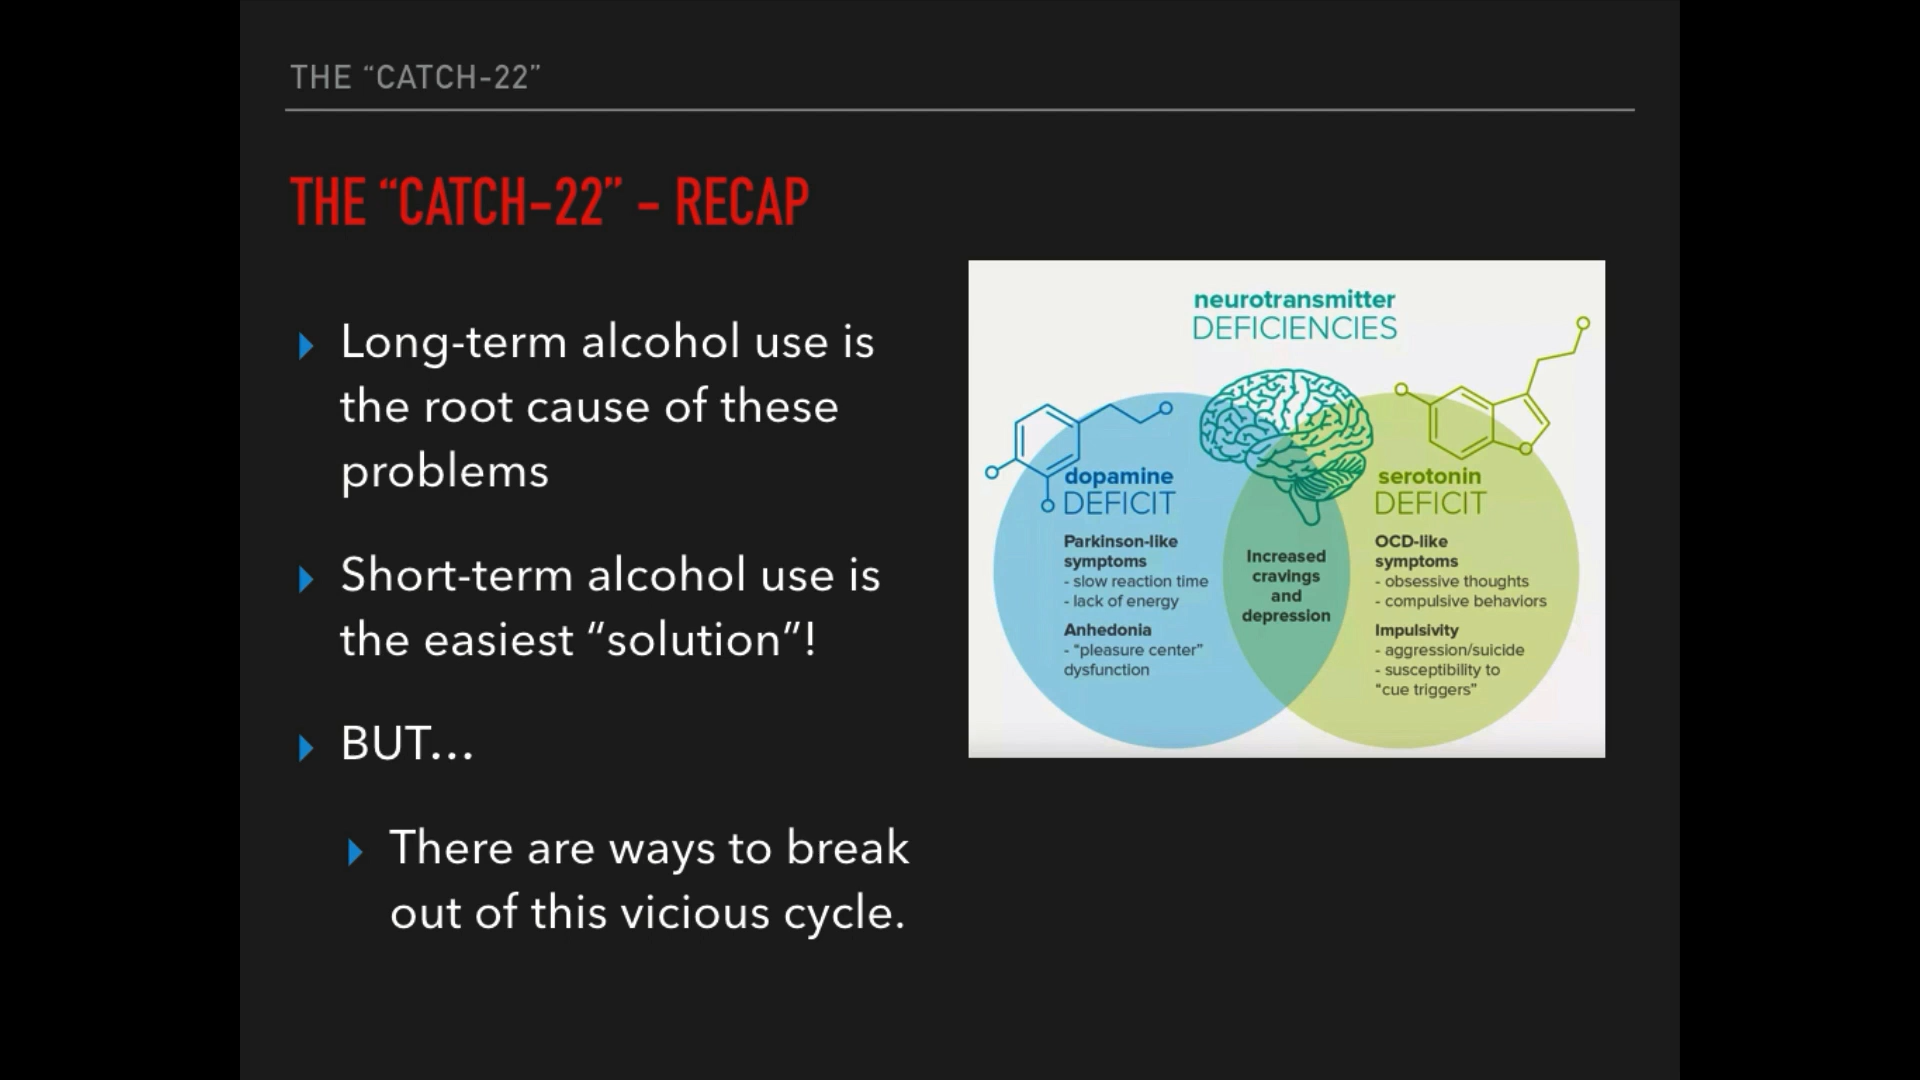 THE “CATCH-22”
THE “CATCH-22” - RECAP
Long-term alcohol use is
the root cause of these
problems
Short-term alcohol use is
the easiest “solution”!
BUT…
There are ways to break
out of this vicious cycle.
neurotransmitter
DEFICIENCIES
dopamine
DEFICIT
Parkinson-like
symptoms
- slow reaction time
- lack of energy
Anhedonia
- “pleasure center”
dysfunction
Increased
cravings
and
depression
serotonin
DEFICIT
OCD-like
symptoms
- obsessive thoughts
- compulsive behaviors
Impulsivity
- aggression/suicide
- susceptibility to
“cue triggers”